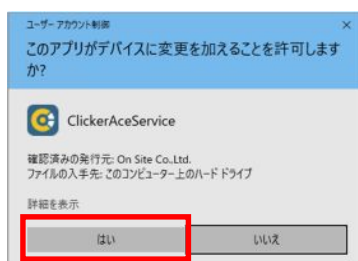 ユーザー アカウント制御
このアプリがデバイスに変更を加えることを許可します
か?
ClickerAceService
確認済みの発行元: On Site Co.,Ltd.
ファイルの入手先: このコンピューター上のハード ドライブ
詳細を表示
はい
いいえ